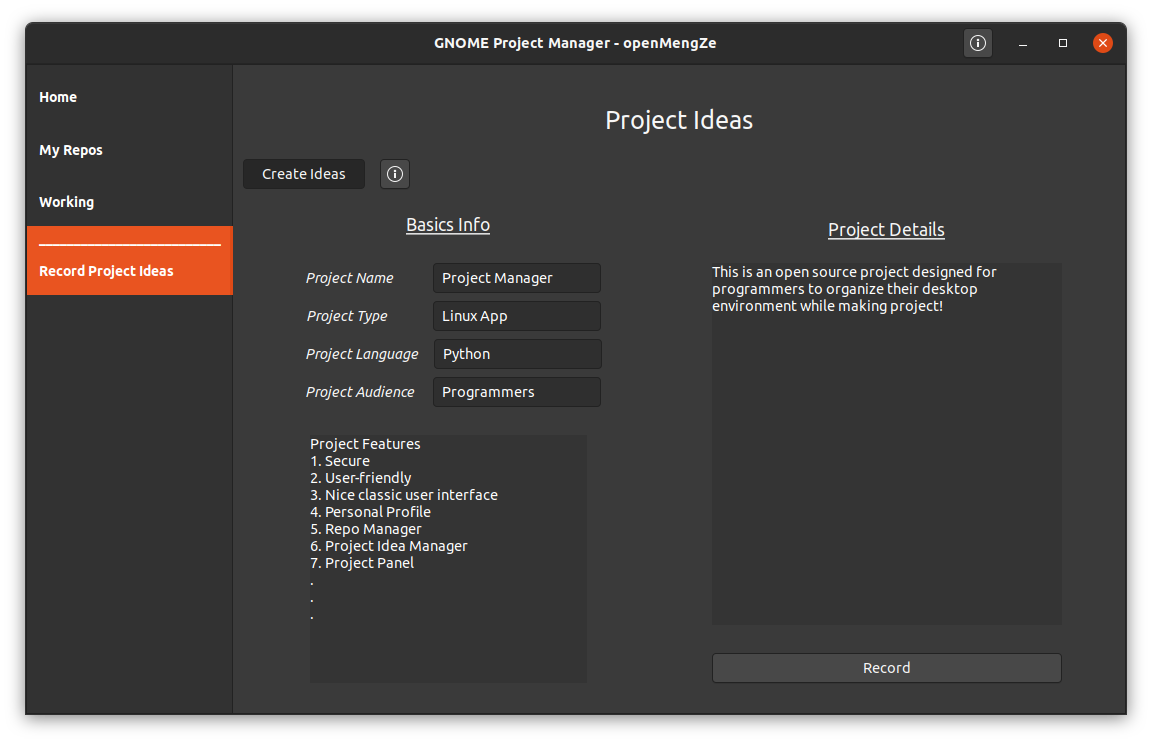 GNOME Project Manager - openMengZe
Home
My Repos
Working
Record Project Ideas
Project Ideas
Create Ideas
Basics Info
Project Name
Project Manager
Project Type
Linux App
Project Language
Python
Project Audience
Programmers
Project Features
1. Secure
2. User-friendly
3. Nice classic user interface
4. Personal Profile
5. Repo Manager
6. Project Idea Manager
7. Project Panel
.
.
.
Project Details
This is an open source project designed for
programmers to organize their desktop
environment while making project!
Record